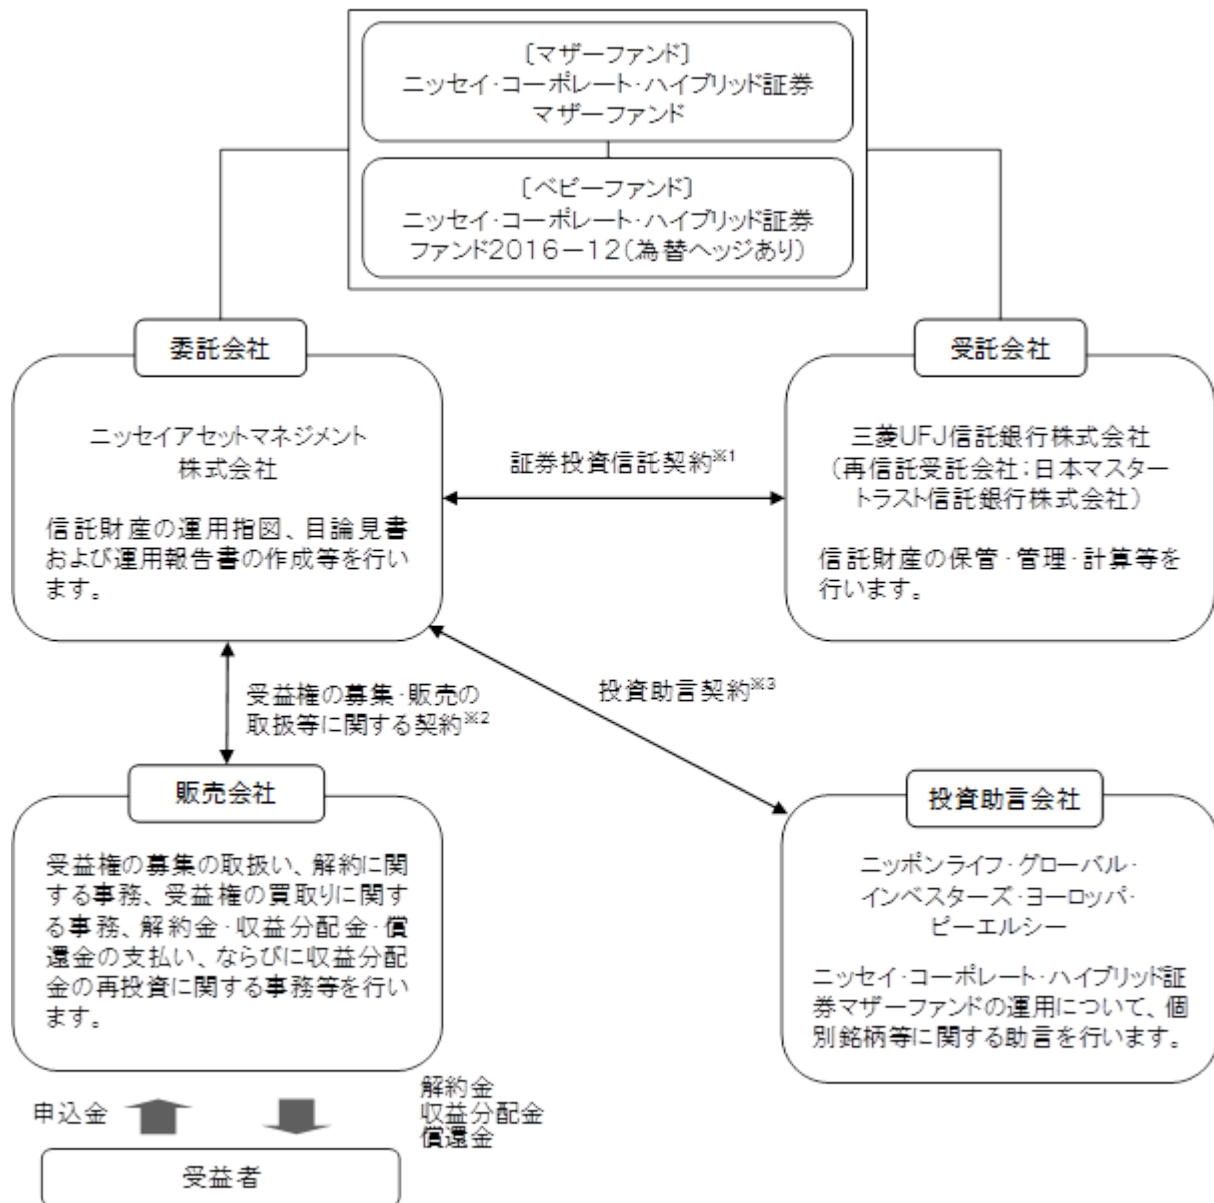 〔マザーファンド〕
ニッセイ・コーポレート・ハイブリッド証券
マザーファンド
〔ベビーファンド〕
ニッセイ・コーポレート・ハイブリッド証券
ファンド2016－12(為替ヘッジあり)
委託会社
ニッセイアセットマネジメント
株式会社
信託財産の運用指図、目論見書
および運用報告書の作成等を行い
ます。
証券投資信託契約※1
受託会社
三菱UFJ信託銀行株式会社
(再信託受託会社：日本マスター
トラスト信託銀行株式会社)
信託財産の保管・管理・計算等を
行います。
受益権の募集・販売の
取扱等に関する契約※2
投資助言契約※3
販売会社
受益権の募集の取扱い、解約に関
する事務、受益権の買取りに関す
る事務、解約金・収益分配金・償
還金の支払い、ならびに収益分配
金の再投資に関する事務等を行い
ます。
投資助言会社
ニッポンライフ・グローバル・
インベスターズ・ヨーロッパ・
ピーエルシー
ニッセイ・コーポレート・ハイブリッド証
券マザーファンドの運用について、個
別銘柄等に関する助言を行います。
申込金
解約金
収益分配金
償還金
受益者